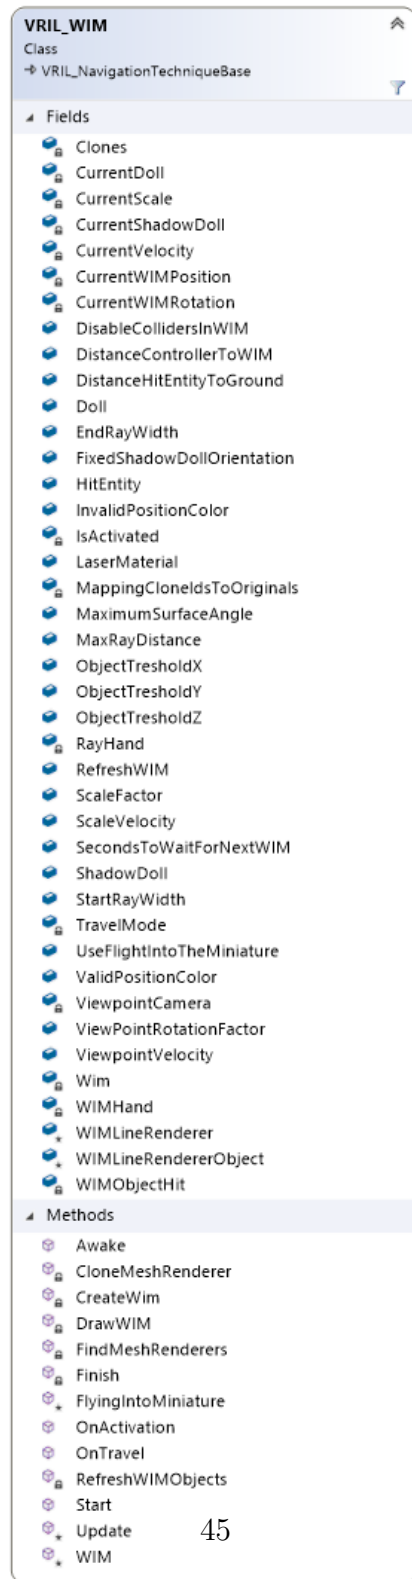 VRIL_WIM
Class
VRIL_NavigationTechniqueBase
Fields
Clones
CurrentDoll
CurrentScale
CurrentShadowDoll
CurrentVelocity
CurrentWIMPosition
CurrentWIMRotation
DisableCollidersInWIM
DistanceControllerToWIM
DistanceHitEntityToGround
Doll
EndRayWidth
FixedShadowDollOrientation
HitEntity
InvalidPositionColor
IsActivated
LaserMaterial
MappingCloneIdsToOriginals
MaximumSurfaceAngle
MaxRayDistance
ObjectTresholdX
ObjectTresholdY
ObjectTresholdZ
RayHand
RefreshWIM
ScaleFactor
ScaleVelocity
SecondsToWaitForNextWIM
ShadowDoll
StartRayWidth
TravelMode
UseFlightIntoTheMiniature
ValidPositionColor
ViewpointCamera
ViewPointRotationFactor
ViewpointVelocity
Wim
WIMHand
WIMLineRenderer
WIMLineRendererObject
WIMObjectHit
Methods
Awake
CloneMeshRenderer
CreateWim
DrawWIM
FindMeshRenderers
Finish
FlyingIntoMiniature
OnActivation
OnTravel
RefreshWIMObjects
Start
Update 45
WIM